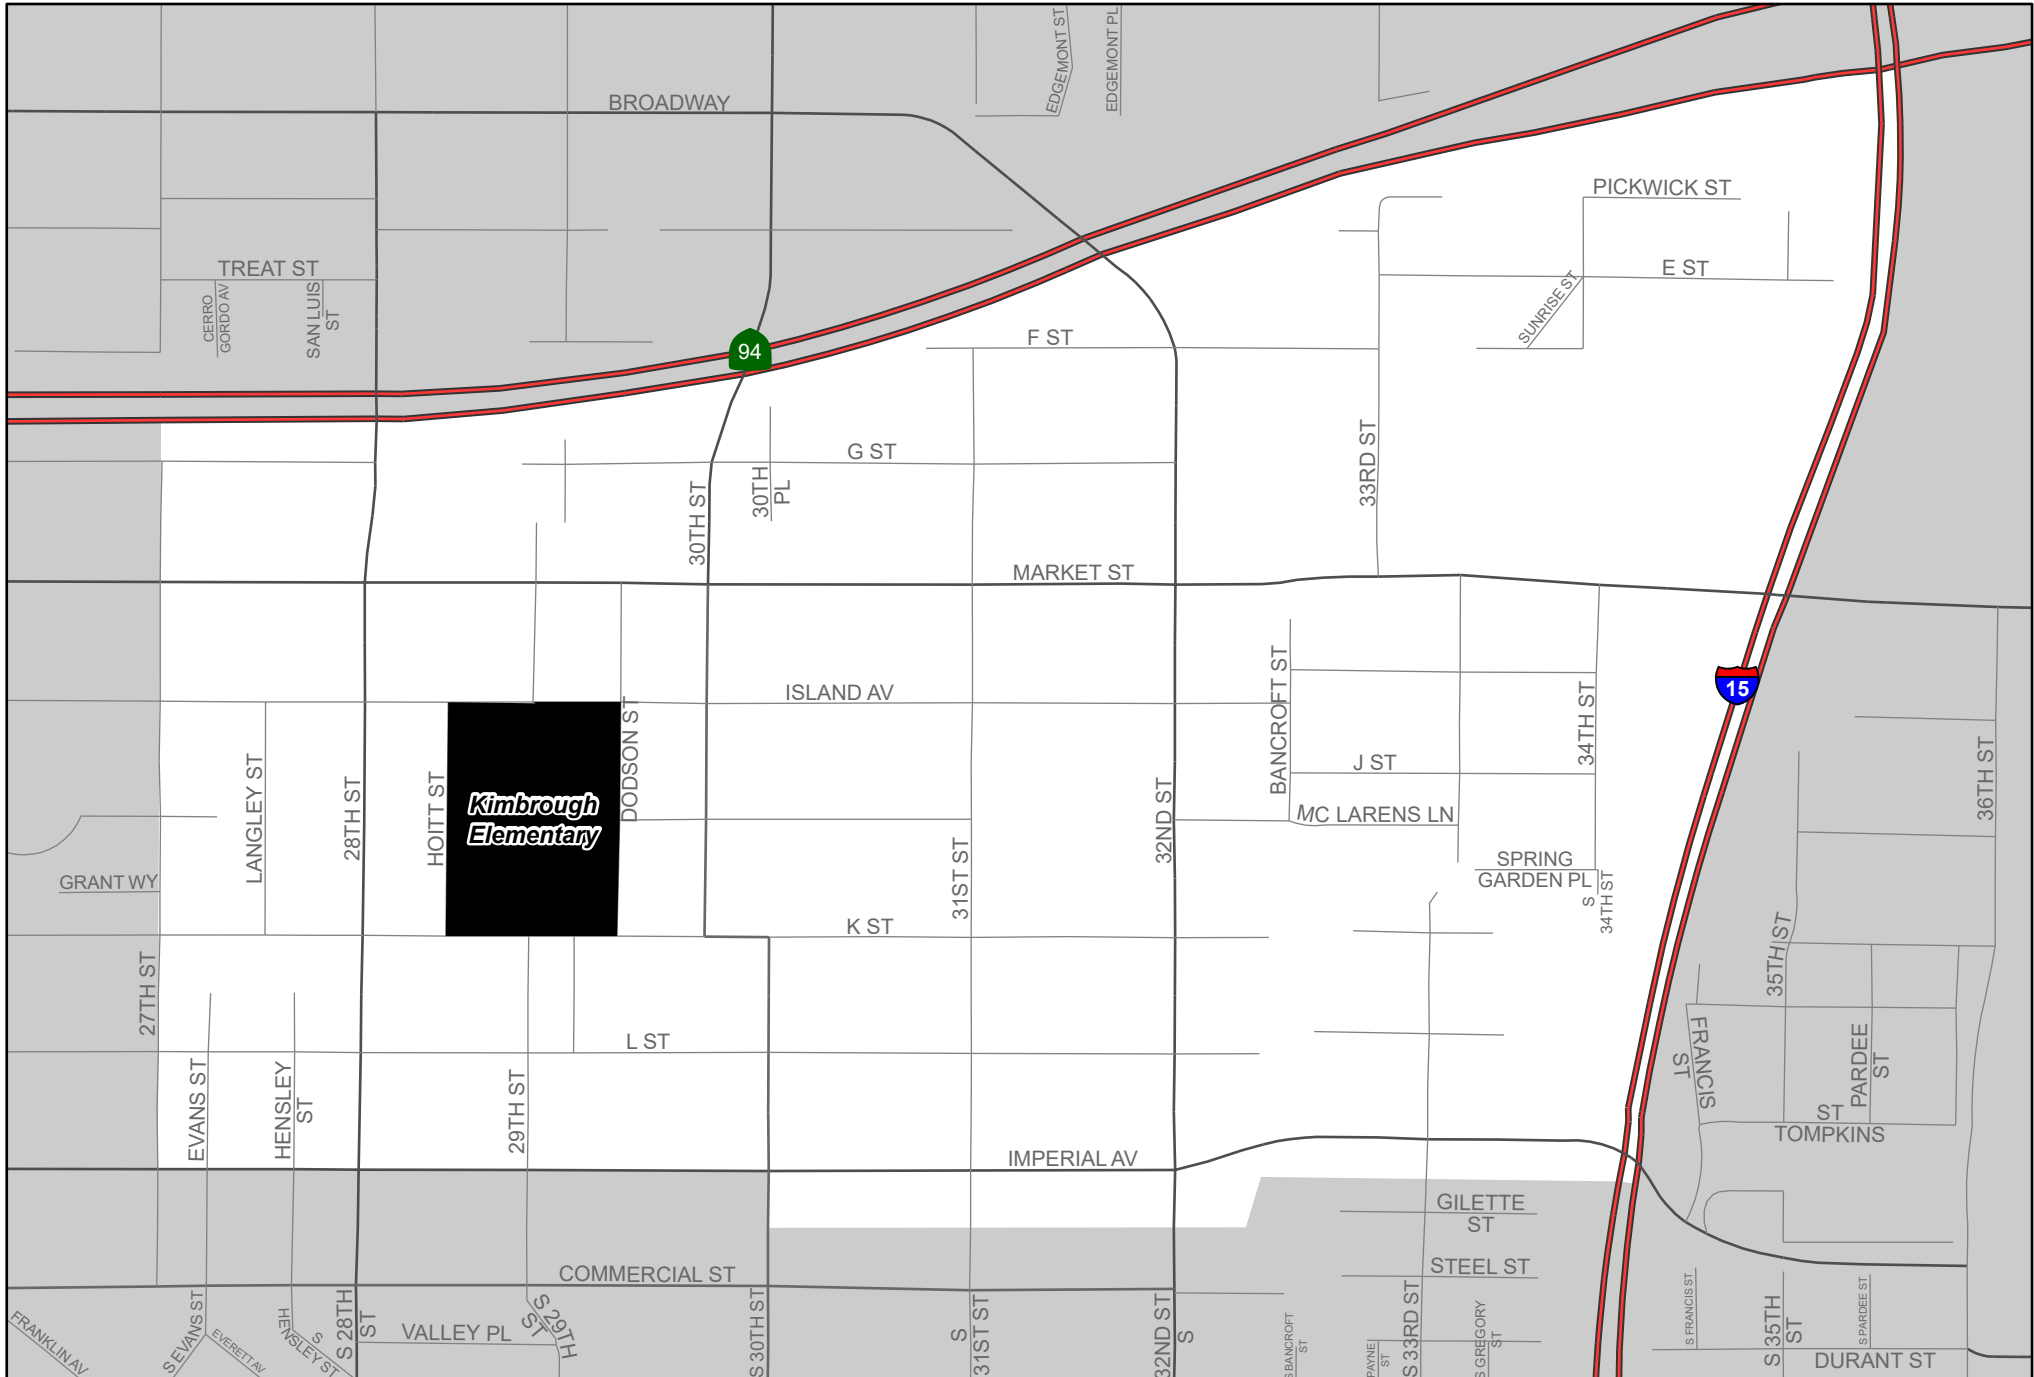 EDGEMONT ST
EDGEMONT PL
BROADWAY
PICKWICK ST
TREAT ST
E ST
CERRO
GORDO AV
SAN LUIS
ST
SUNRISE ST
F ST
94
G ST
33RD ST
30TH ST
30TH
PL
MARKET ST
ISLAND AV
BANCROFT ST
34TH ST
15
DODSON ST
LANGLEY ST
28TH ST
HOITT ST
Kimbrough
Elementary
J ST
36TH ST
MC LARENS LN
32ND ST
31ST ST
SPRING
GARDEN PL
S
34TH ST
GRANT WY
K ST
35TH ST
27TH ST
L ST
FRANCIS
ST
PARDEE
ST
EVANS ST
HENSLEY
ST
29TH ST
ST
TOMPKINS
IMPERIAL AV
GILETTE
ST
STEEL ST
COMMERCIAL ST
FRANKLIN AV
S EVANS ST
EVERETT AV
S
HENSLEY ST
S 28TH
ST
VALLEY PL
S 29TH
ST
S 30TH ST
S
31ST ST
32ND ST
S
S BANCROFT
ST
PAYNE
ST
S 33RD ST
S GREGORY
ST
S FRANCIS ST
S 35TH
ST
S PARDEE ST
DURANT ST